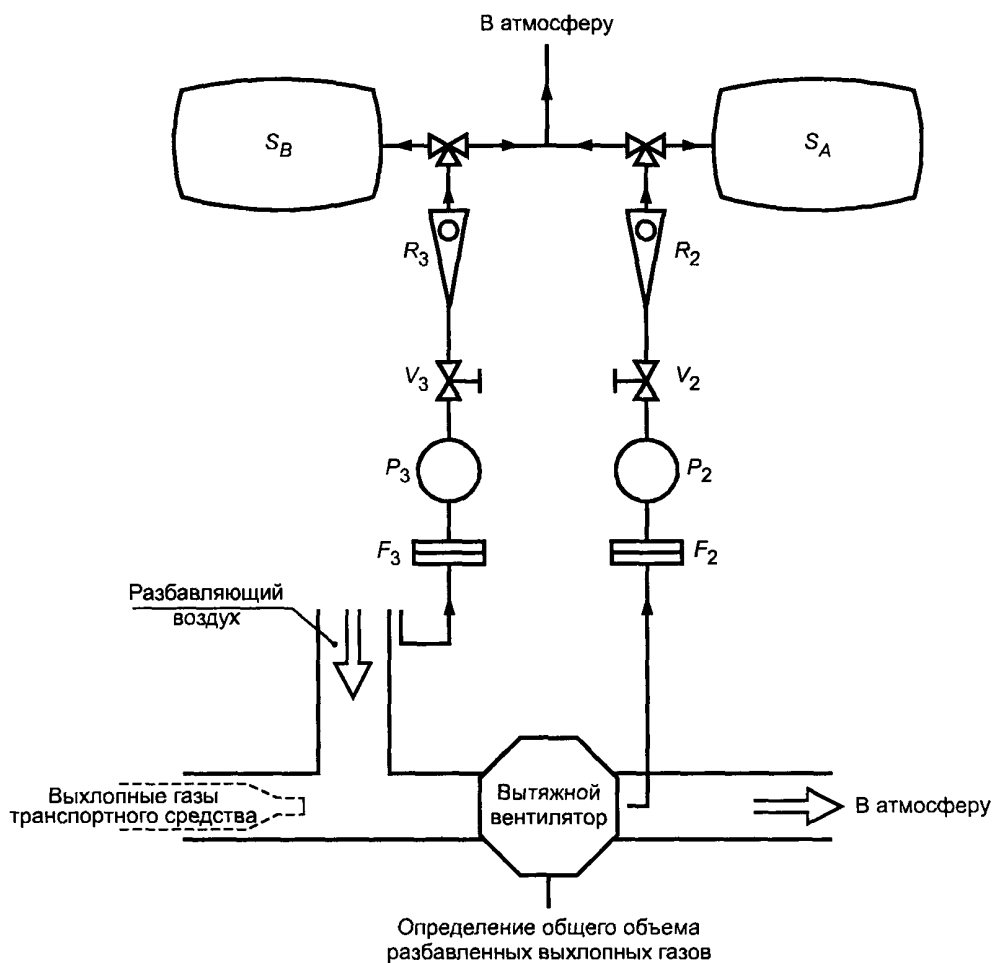 В атмосферу
S_B
S_A
R_3
R_2
V_3
V_2
P_3
P_2
F_3
F_2
Разбавляющий
воздух
Выхлопные газы
транспортного средства
Вытяжной
вентилятор
В атмосферу
Определение общего объема
разбавленных выхлопных газов